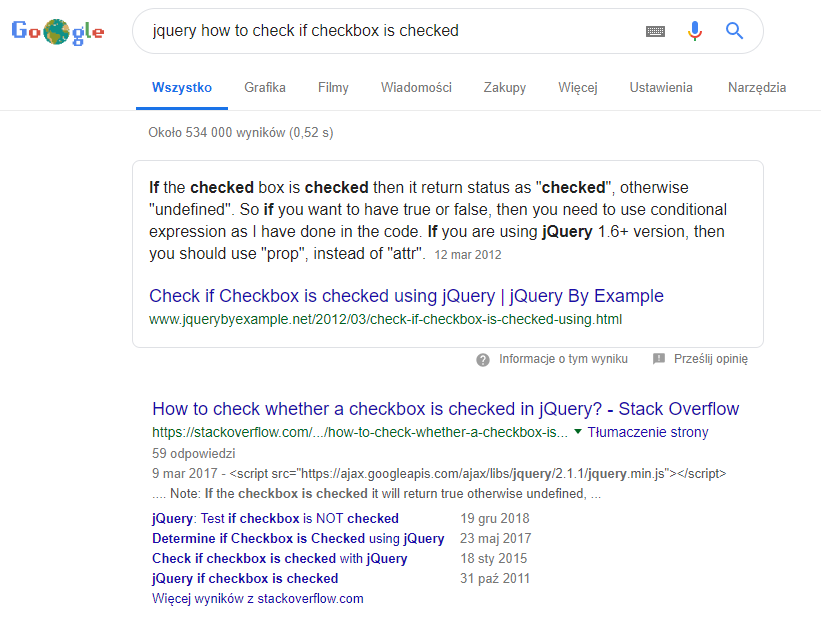 Google
jquery how to check if checkbox is checked
Wszystko Grafika Filmy Wiadomości Zakupy Więcej Ustawienia Narzędzia
Około 534 000 wyników (0,52 s)
If the checked box is checked then it return status as "checked", otherwise
"undefined". So if you want to have true or false, then you need to use conditional
expression as I have done in the code. If you are using jQuery 1.6+ version, then
you should use "prop", instead of "attr". 12 mar 2012
Check if Checkbox is checked using jQuery | jQuery By Example
www.jquerybyexample.net/2012/03/check-if-checkbox-is-checked-using.html
Informacje o tym wyniku Prześlij opinię
How to check whether a checkbox is checked in jQuery? - Stack Overflow
https://stackoverflow.com/.../how-to-check-whether-a-checkbox-is... Tłumaczenie strony
59 odpowiedzi
9 mar 2017 - <script src="https://ajax.googleapis.com/ajax/libs/jquery/2.1.1/jquery.min.js"></script>
.... Note: If the checkbox is checked it will return true otherwise undefined, ...
jQuery: Test if checkbox is NOT checked 19 gru 2018
Determine if Checkbox is Checked using jQuery 23 maj 2017
Check if checkbox is checked with jQuery 18 sty 2015
jQuery if checkbox is checked 31 paź 2011
Więcej wyników z stackoverflow.com